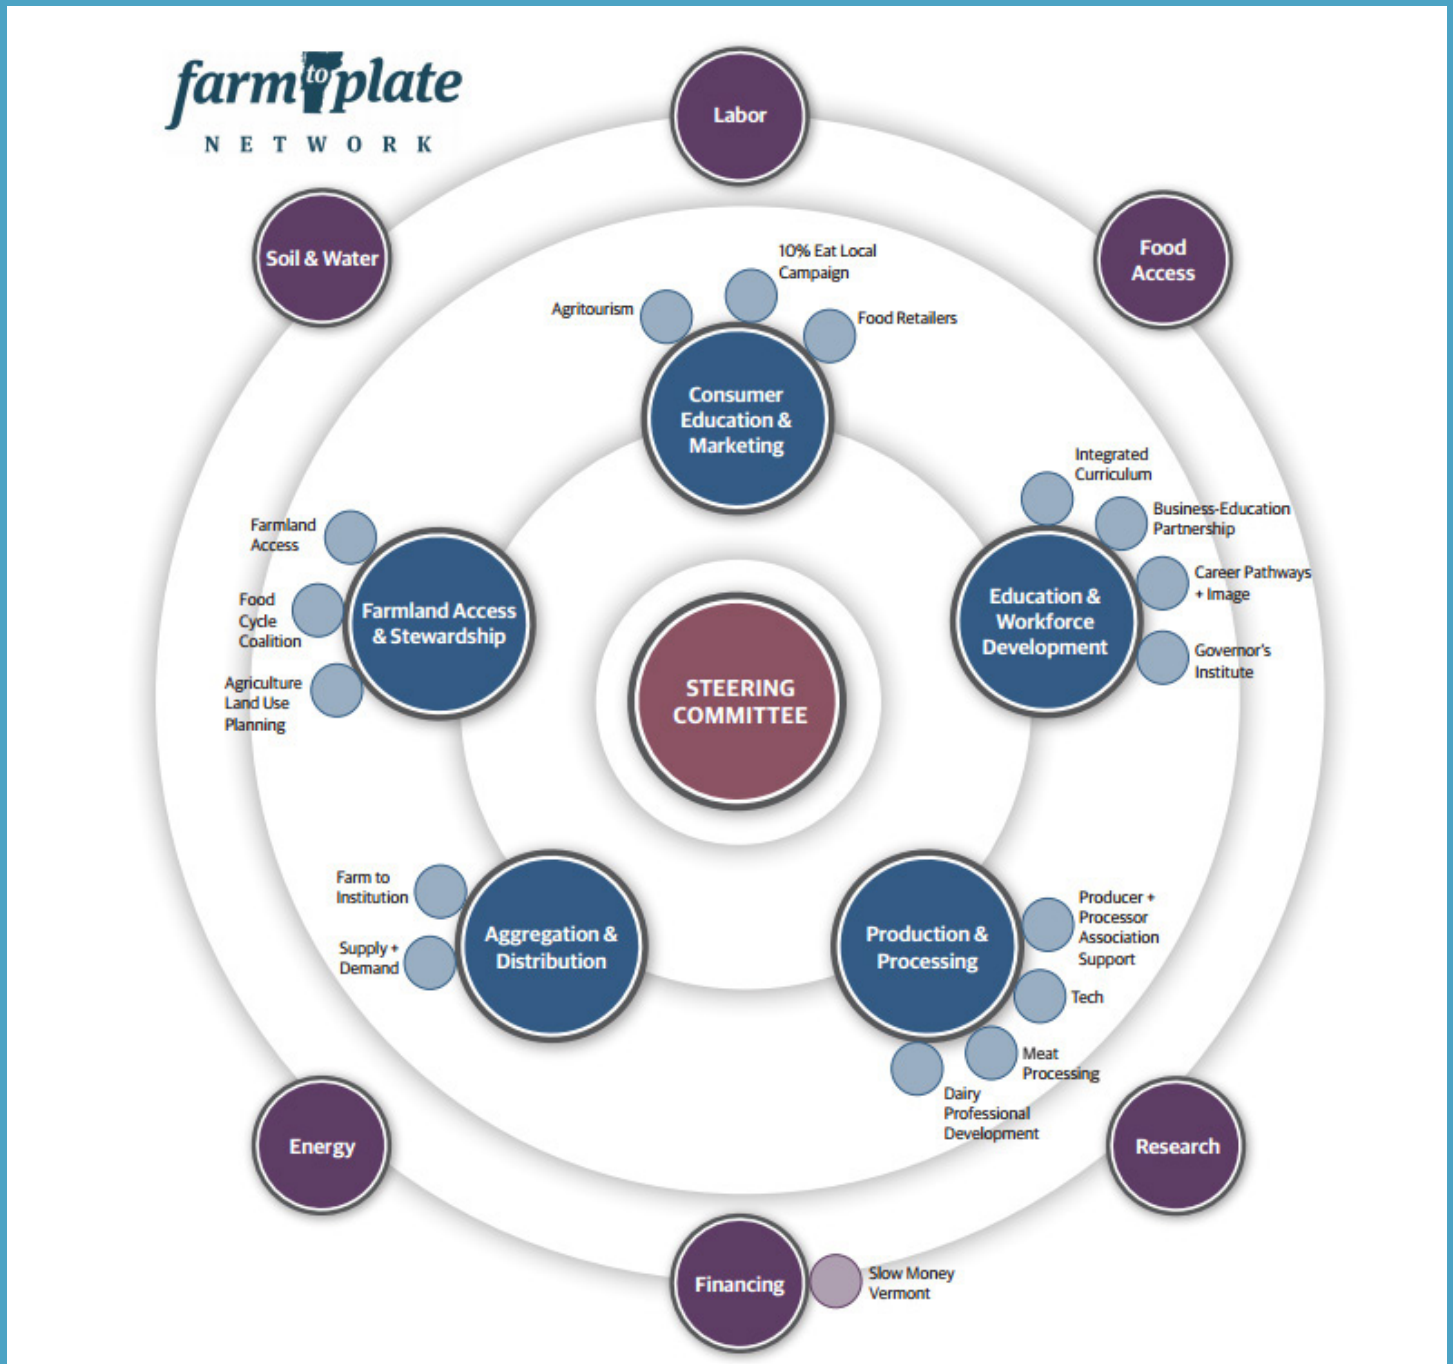 farm to plate
NETWORK
Labor
Soil & Water
Food
Access
10% Eat Local
Campaign
Agritourism
Food Retailers
Consumer
Education &
Marketing
Integrated
Curriculum
Business-Education
Partnership
Career Pathways
+ Image
Governor's
Institute
Education &
Workforce
Development
Farmland
Access
Food
Cycle
Coalition
Agriculture
Land Use
Planning
Farmland Access
& Stewardship
STEERING
COMMITTEE
Farm to
Institution
Supply +
Demand
Aggregation &
Distribution
Production &
Processing
Producer +
Processor
Association
Support
Tech
Meat
Processing
Dairy
Professional
Development
Energy
Research
Financing
Slow Money
Vermont